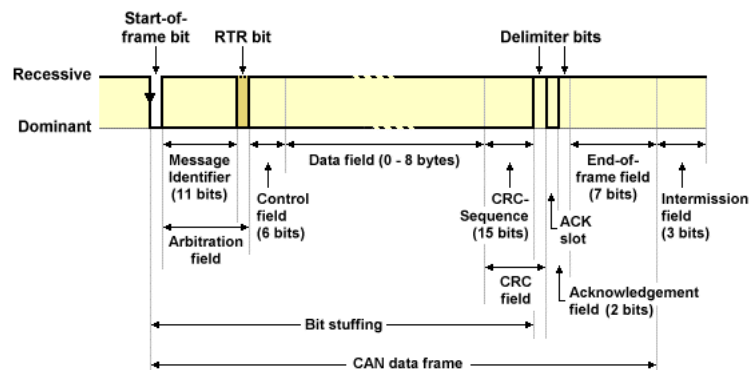 Start-of-
frame bit
RTR bit
Delimiter bits
Recessive
Dominant
Message
Identifier
(11 bits)
Data field (0 - 8 bytes)
End-of-
frame field
(7 bits)
Control
field
(6 bits)
CRC-
Sequence
(15 bits)
ACK
slot
Intermission
field
(3 bits)
Arbitration
field
CRC
field
Acknowledgement
field (2 bits)
Bit stuffing
CAN data frame